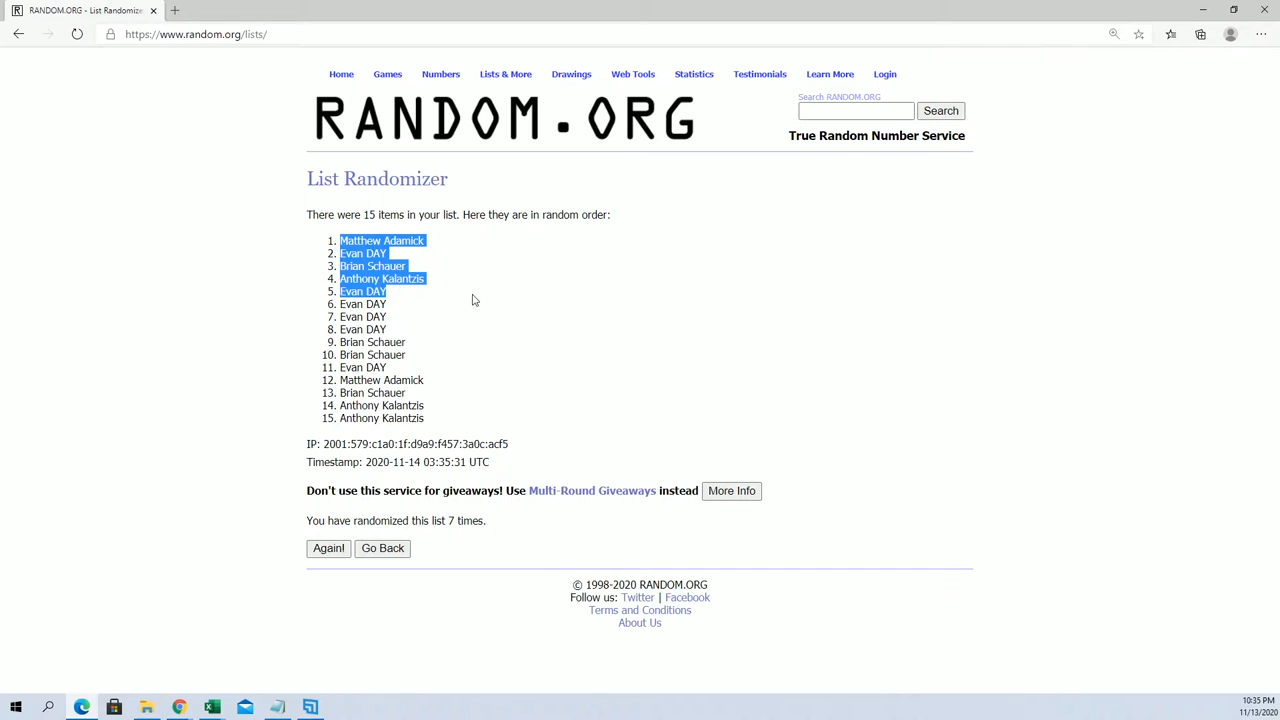 RANDOM.ORG - List Randomizer
https://www.random.org/lists/
Home Games Numbers Lists & More Drawings Web Tools Statistics Testimonials Learn More Login
RANDOM.ORG
Search RANDOM.ORG
Search
True Random Number Service
List Randomizer
There were 15 items in your list. Here they are in random order:
1. Matthew Adamick
2. Evan DAY
3. Brian Schauer
4. Anthony Kalantzis
5. Evan DAY
6. Evan DAY
7. Evan DAY
8. Evan DAY
9. Brian Schauer
10. Brian Schauer
11. Evan DAY
12. Matthew Adamick
13. Brian Schauer
14. Anthony Kalantzis
15. Anthony Kalantzis
IP: 2001:579:c1a0:1f:d9a9:f457:3a0c:acf5
Timestamp: 2020-11-14 03:35:31 UTC
Don't use this service for giveaways! Use Multi-Round Giveaways instead More Info
You have randomized this list 7 times.
Again! Go Back
© 1998-2020 RANDOM.ORG
Follow us: Twitter | Facebook
Terms and Conditions
About Us
10:35 PM
11/13/2020